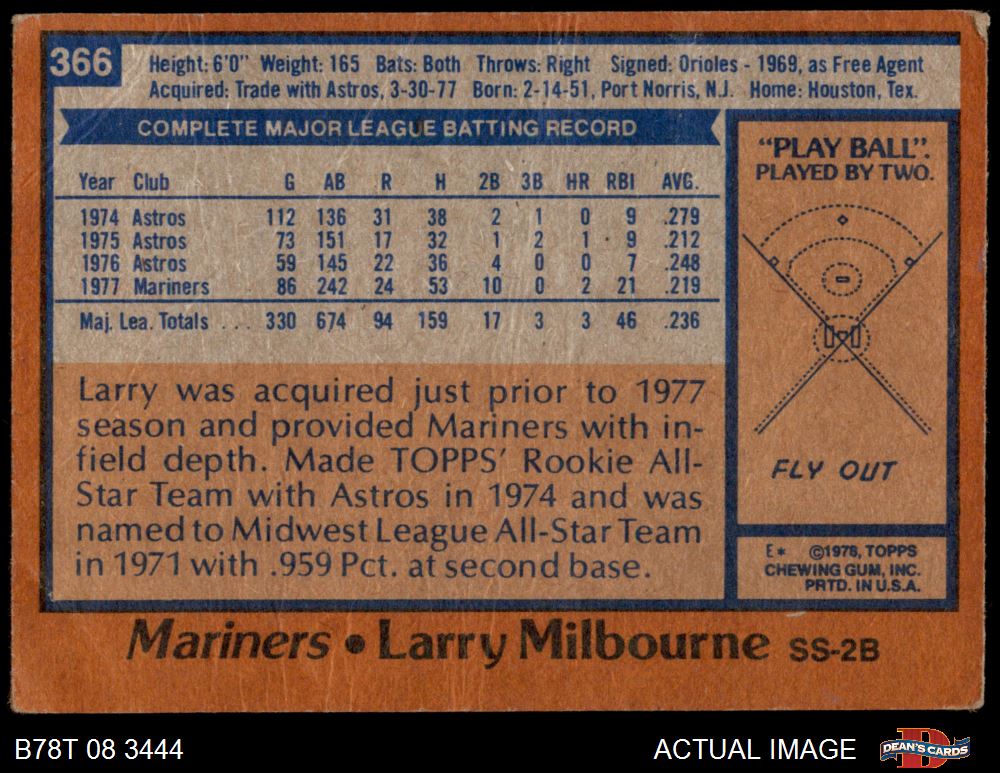 366
Height: 6'0" Weight: 165 Bats: Both Throws: Right Signed: Orioles - 1969, as Free Agent
Acquired: Trade with Astros, 3-30-77 Born: 2-14-51, Port Norris, N.J. Home: Houston, Tex.
COMPLETE MAJOR LEAGUE BATTING RECORD
Year Club G AB R H 2B 3B HR RBI AVG.
1974 Astros 112 136 31 38 2 1 0 9 .279
1975 Astros 73 151 17 32 1 2 1 9 .212
1976 Astros 59 145 22 36 4 0 0 7 .248
1977 Mariners 86 242 24 53 10 0 2 21 .219
Maj. Lea. Totals ... 330 674 94 159 17 3 3 46 .236
Larry was acquired just prior to 1977
season and provided Mariners with in-
field depth. Made TOPPS' Rookie All-
Star Team with Astros in 1974 and was
named to Midwest League All-Star Team
in 1971 with .959 Pct. at second base.
"PLAY BALL".
PLAYED BY TWO.
FLY OUT
E* ©1978, TOPPS
CHEWING GUM, INC.
PRTD. IN U.S.A.
Mariners • Larry Milbourne SS-2B
B78T 08 3444
ACTUAL IMAGE
DEAN'S CARDS